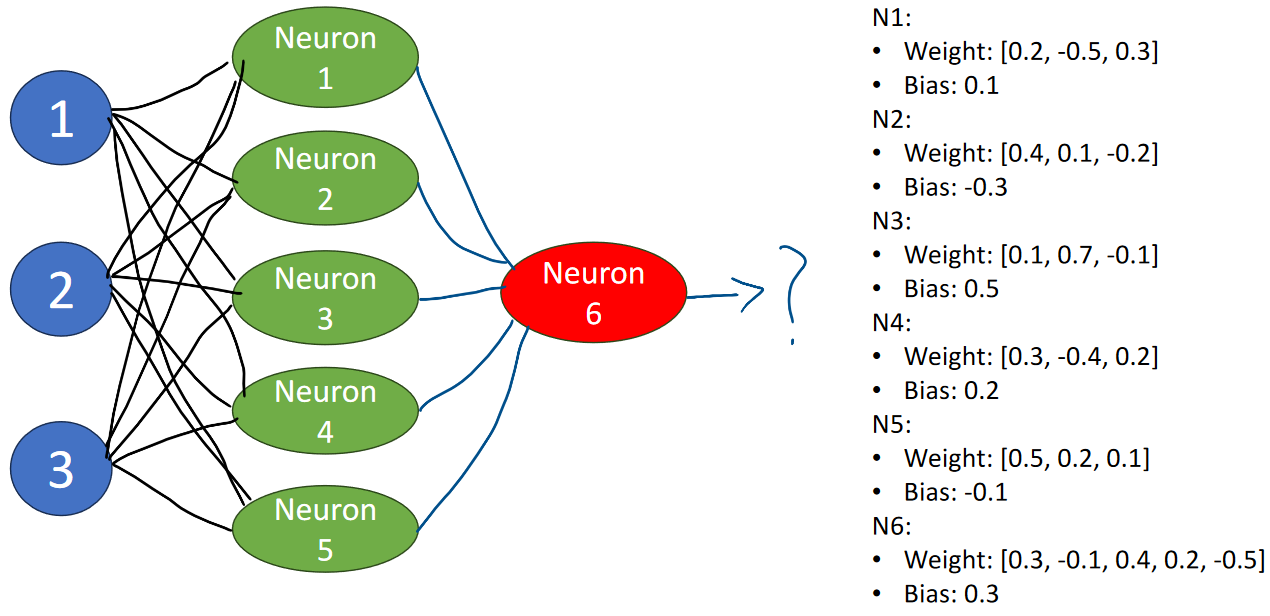 1
2
3
Neuron
1
Neuron
2
Neuron
3
Neuron
4
Neuron
5
Neuron
6
?
N1:
• Weight: [0.2, -0.5, 0.3]
• Bias: 0.1
N2:
• Weight: [0.4, 0.1, -0.2]
• Bias: -0.3
N3:
• Weight: [0.1, 0.7, -0.1]
• Bias: 0.5
N4:
• Weight: [0.3, -0.4, 0.2]
• Bias: 0.2
N5:
• Weight: [0.5, 0.2, 0.1]
• Bias: -0.1
N6:
• Weight: [0.3, -0.1, 0.4, 0.2, -0.5]
• Bias: 0.3